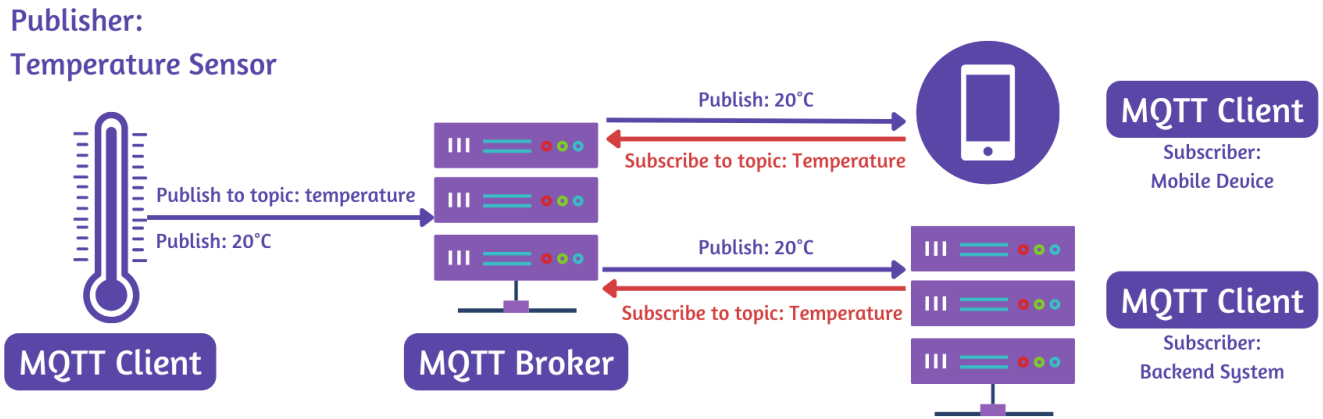 Publisher:
Temperature Sensor
Publish to topic: temperature
Publish: 20°C
MQTT Client
MQTT Broker
Publish: 20°C
Subscribe to topic: Temperature
Publish: 20°C
Subscribe to topic: Temperature
MQTT Client
Subscriber:
Mobile Device
MQTT Client
Subscriber:
Backend System